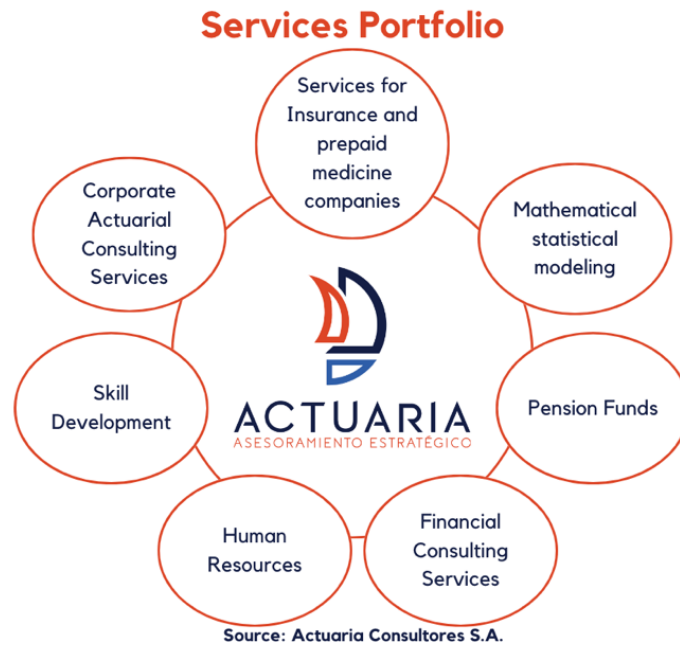 Services Portfolio
Services for
Insurance and
prepaid
medicine
companies
Mathematical
statistical
modeling
Pension Funds
Financial
Consulting
Services
Human
Resources
Skill
Development
Corporate
Actuarial
Consulting
Services
ACTUARIA
ASESORAMIENTO ESTRATÉGICO
Source: Actuaria Consultores S.A.